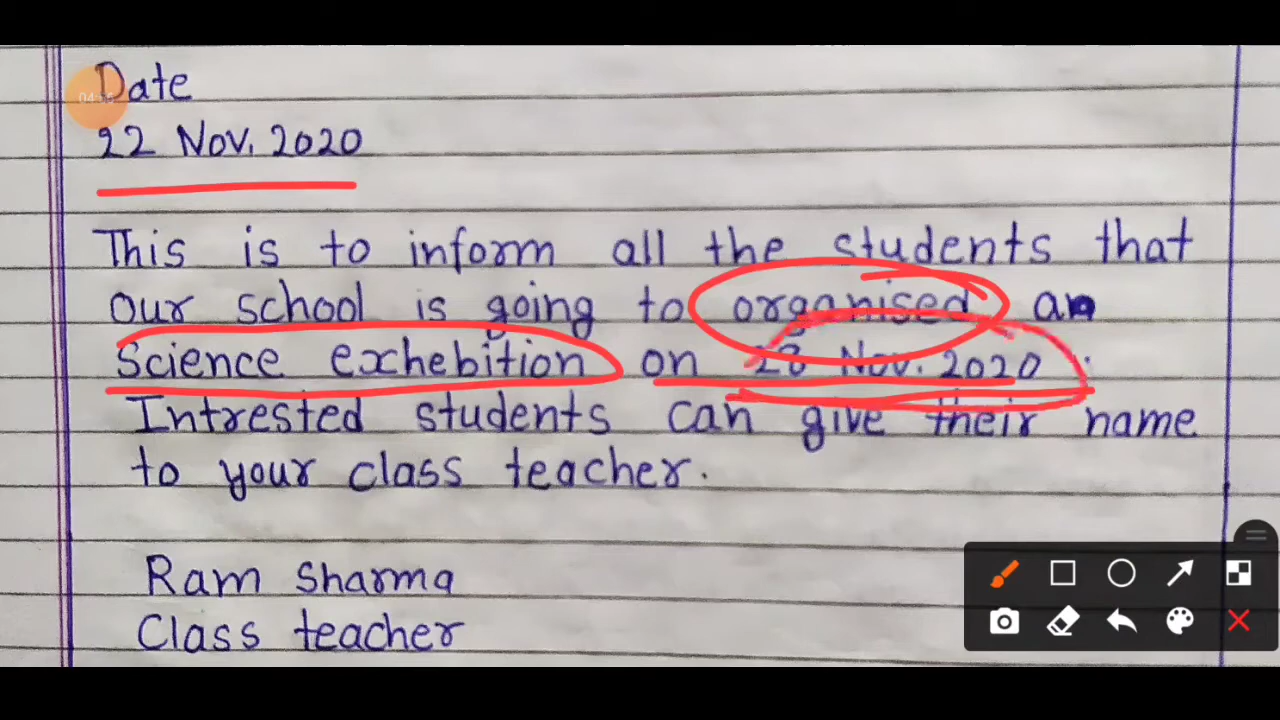 Date
22 Nov. 2020
This is to inform all the students that
our school is going to organised an
Science exhebition on 28 Nov. 2020.
Intrested students can give their name
to your class teacher.
Ram Sharma
Class teacher